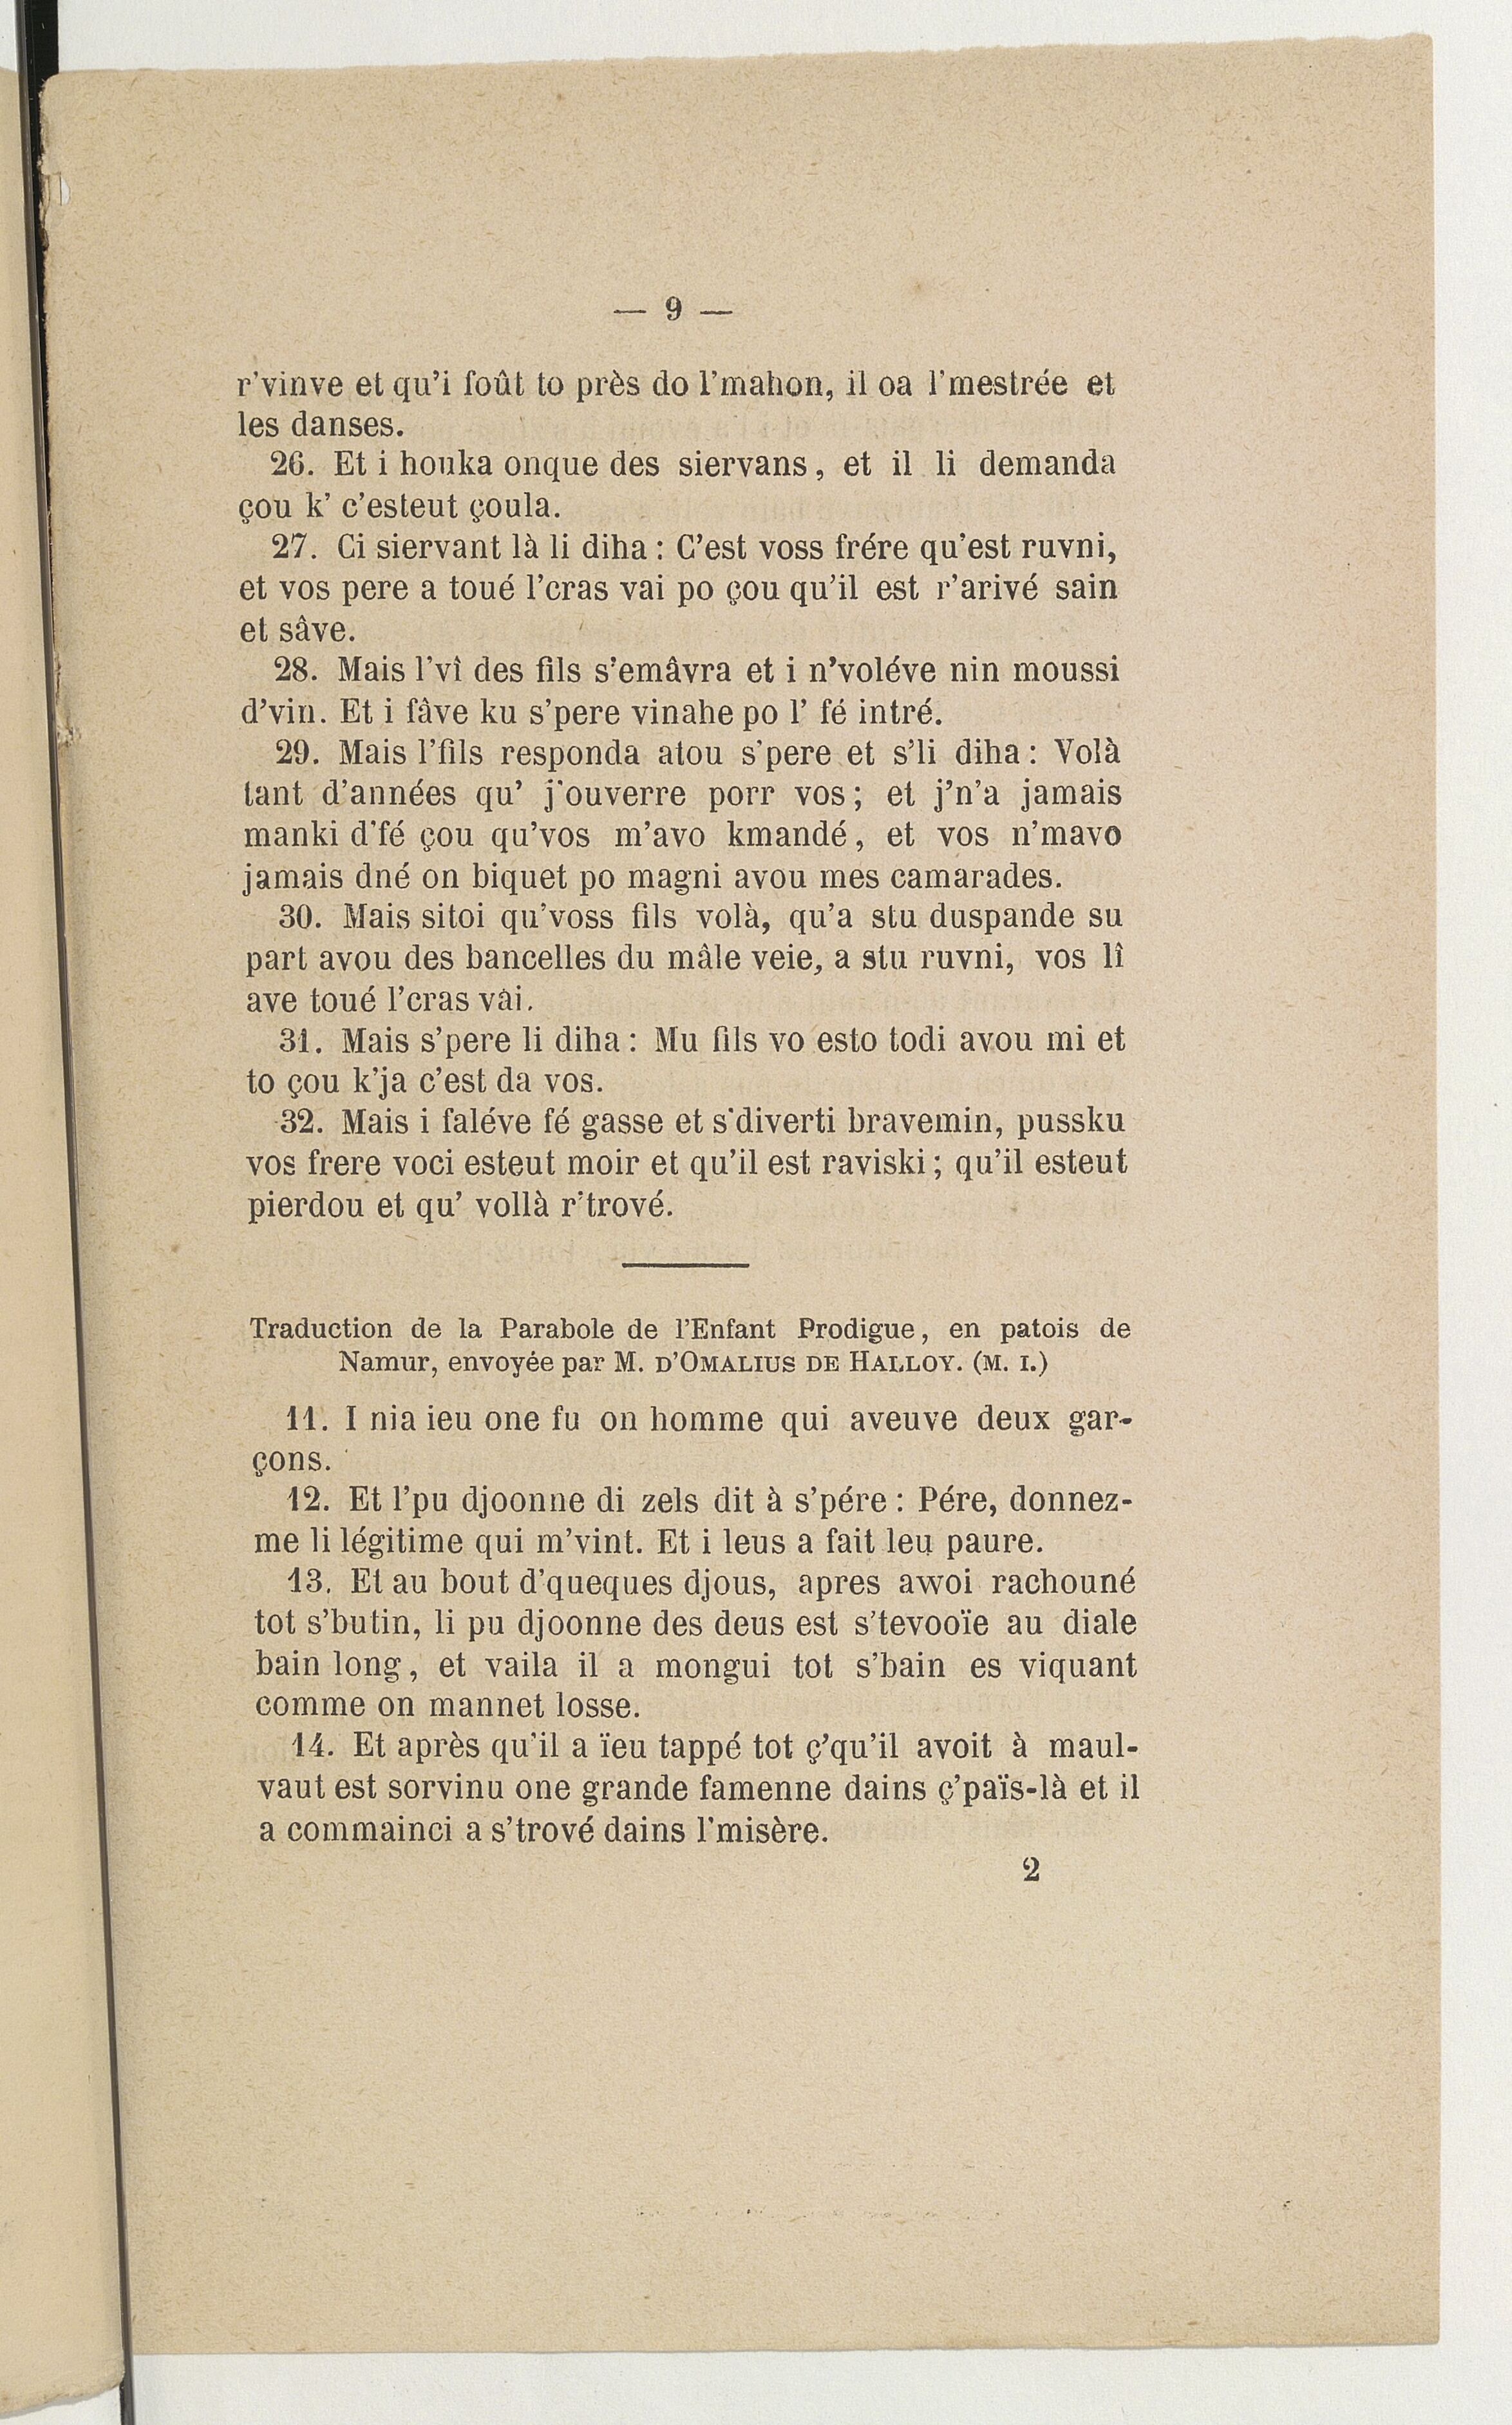 — 9 —
r'vinve et qu'i foût to près do l'mahon, il oa l'mestrée et
les danses.
26. Et i houka onque des siervans, et il li demanda
çou k' c'esteut çoula.
27. Ci siervant là li diha : C'est voss frére qu'est ruvni,
et vos pere a toué l'cras vai po çou qu'il est r'arivé sain
et sâve.
28. Mais l'vî des fils s'emâvra et i n'voléve nin moussi
d'vin. Et i fâve ku s'pere vinahe po l' fé intré.
29. Mais l'fils responda atou s'pere et s'li diha : Volà
tant d'années qu' j'ouverre porr vos ; et j'n'a jamais
manki d'fé çou qu'vos m'avo kmandé, et vos n'mavo
jamais dné on biquet po magni avou mes camarades.
30. Mais sitoi qu'voss fils volà, qu'a stu duspande su
part avou des bancelles du mâle veie, a stu ruvni, vos lî
ave toué l'cras vai.
31. Mais s'pere li diha : Mu fils vo esto todi avou mi et
to çou k'ja c'est da vos.
32. Mais i faléve fé gasse et s'diverti bravemin, pussku
vos frere voci esteut moir et qu'il est raviski ; qu'il esteut
pierdou et qu' vollà r'trové.
Traduction de la Parabole de l'Enfant Prodigue, en patois de
Namur, envoyée par M. D'OMALIUS DE HALLOY. (M. I.)
11. I nia ieu one fu on homme qui aveuve deux gar-
çons.
12. Et l'pu djoonne di zels dit à s'pére : Pére, donnez-
me li légitime qui m'vint. Et i leus a fait leu paure.
13. Et au bout d'queques djous, apres awoi rachouné
tot s'butin, li pu djoonne des deus est s'tevooïe au diale
bain long, et vaila il a mongui tot s'bain es viquant
comme on mannet losse.
14. Et après qu'il a ïeu tappé tot ç'qu'il avoit à maul-
vaut est sorvinu one grande famenne dains ç'païs-là et il
a commainci a s'trové dains l'misère.
2